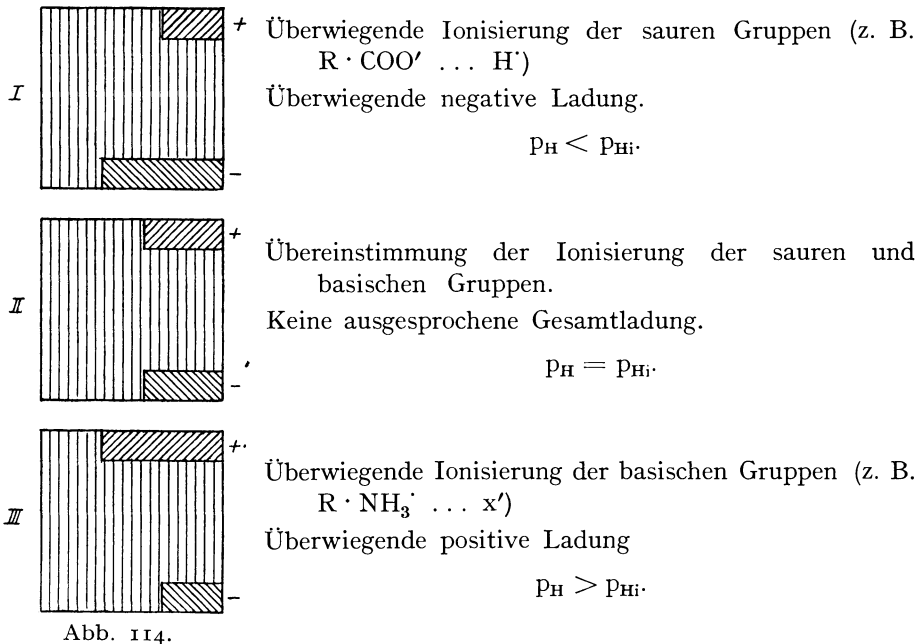 I
+
-
Überwiegende Ionisierung der sauren Gruppen (z. B.
R · COO′ ... H˙)
Überwiegende negative Ladung.
pH < pHi.
II
+
-
Übereinstimmung der Ionisierung der sauren und
basischen Gruppen.
Keine ausgesprochene Gesamtladung.
pH = pHi.
III
+
-
Überwiegende Ionisierung der basischen Gruppen (z. B.
R · NH₃˙ ... x′)
Überwiegende positive Ladung
pH > pHi.
Abb. 114.